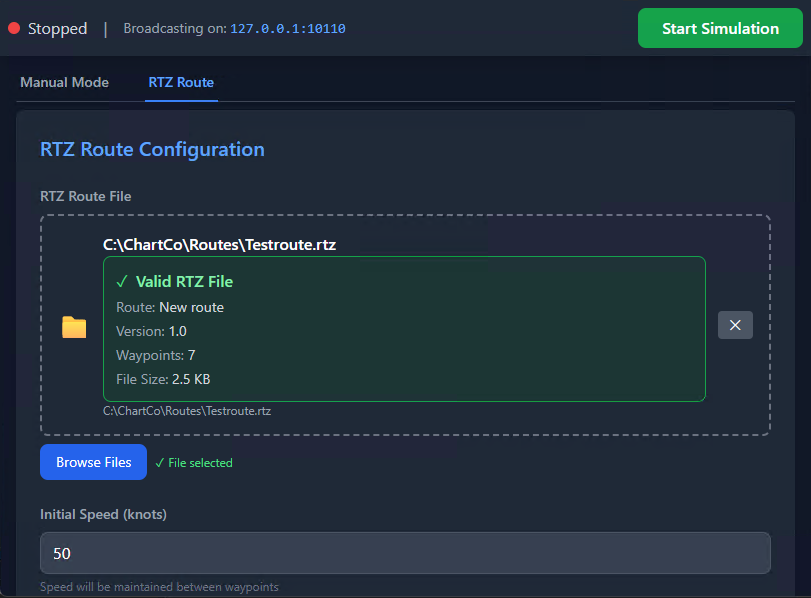 Stopped | Broadcasting on: 127.0.0.1:10110 Start Simulation
Manual Mode RTZ Route
RTZ Route Configuration
RTZ Route File
C:\ChartCo\Routes\Testroute.rtz
✓ Valid RTZ File
Route: New route
Version: 1.0
Waypoints: 7
File Size: 2.5 KB
C:\ChartCo\Routes\Testroute.rtz
Browse Files ✓ File selected
Initial Speed (knots)
50
Speed will be maintained between waypoints